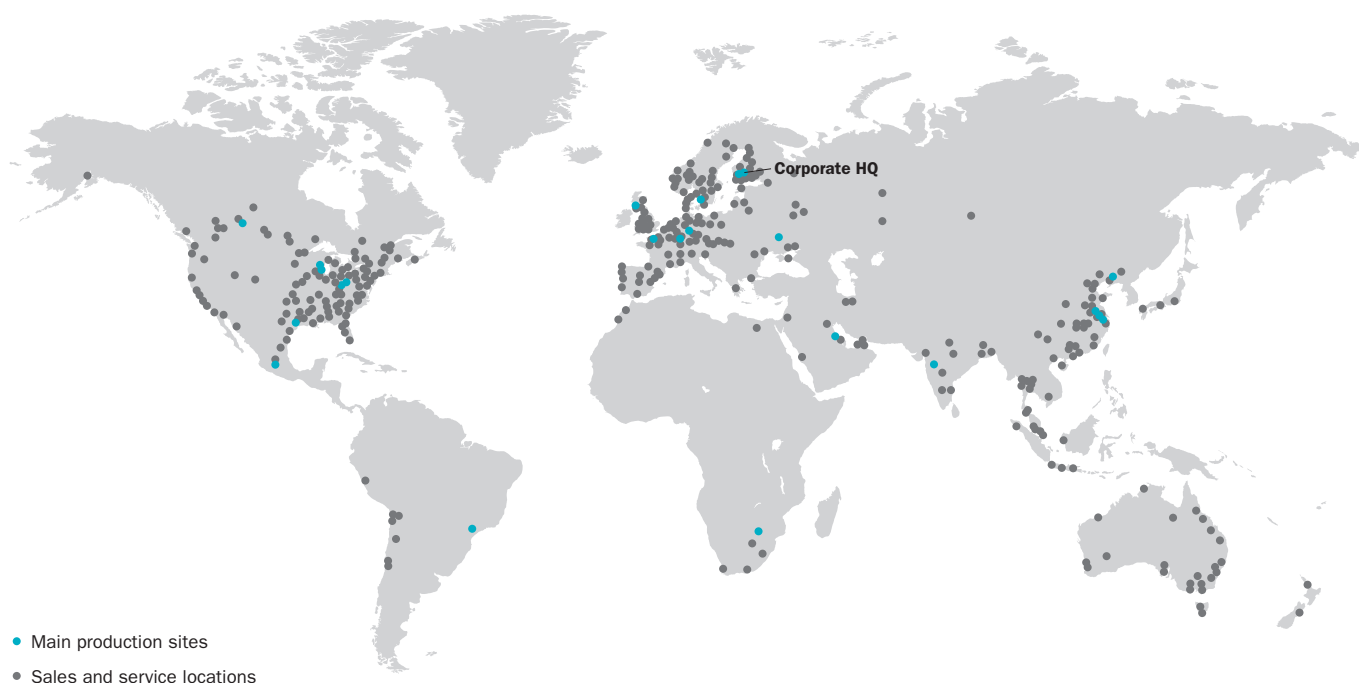 Corporate HQ
Main production sites
Sales and service locations